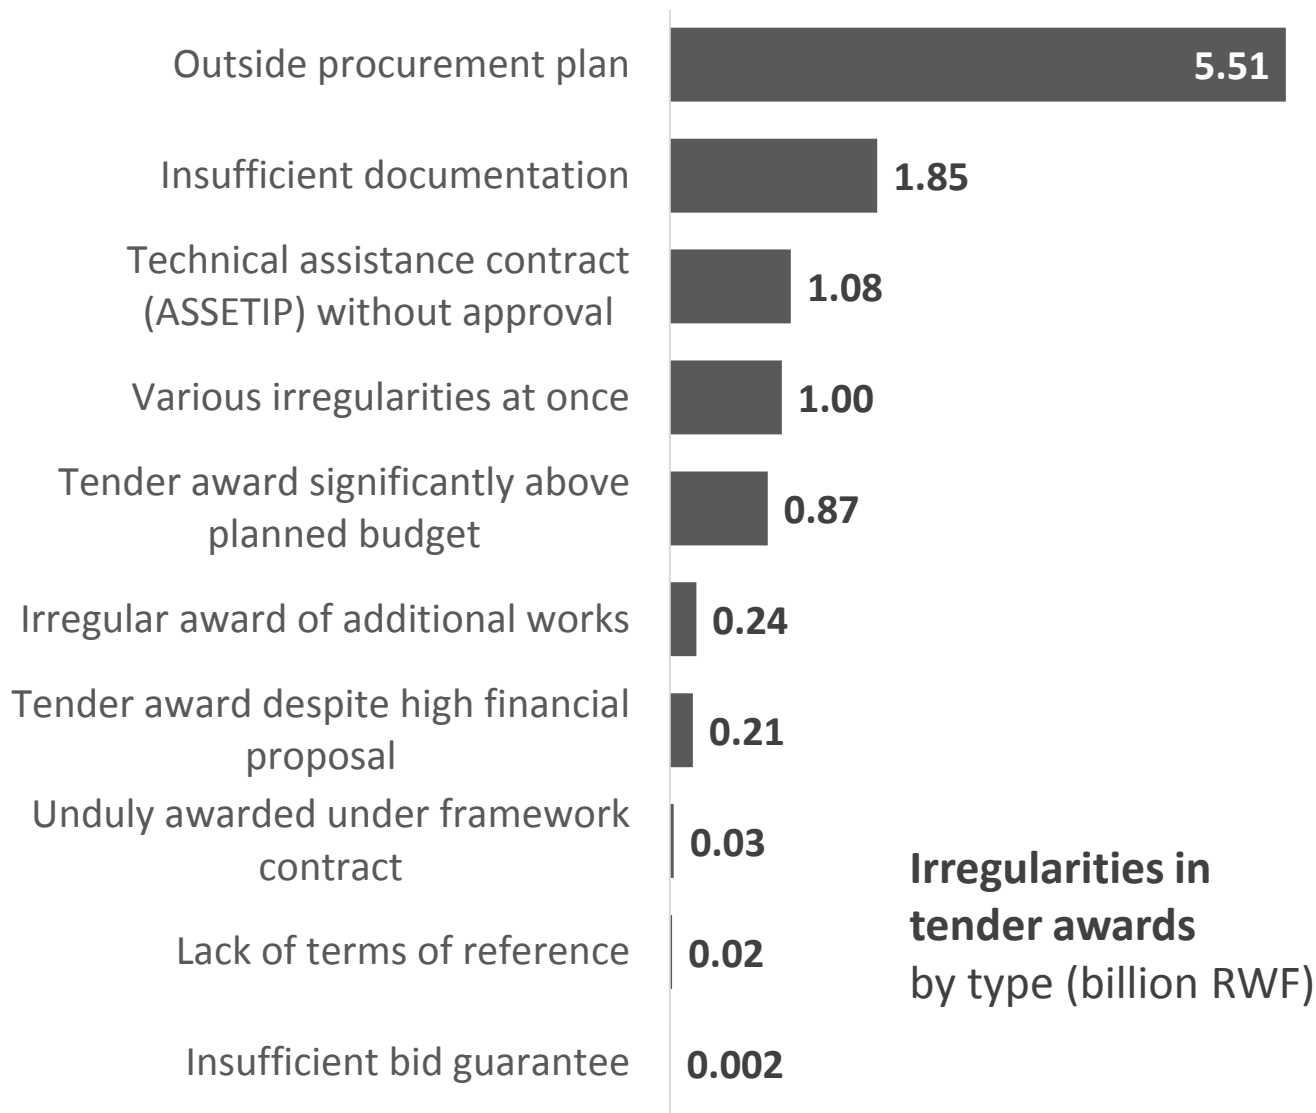 Outside procurement plan
5.51
Insufficient documentation
1.85
Technical assistance contract
(ASSETIP) without approval
1.08
Various irregularities at once
1.00
Tender award significantly above
planned budget
0.87
Irregular award of additional works
0.24
Tender award despite high financial
proposal
0.21
Unduly awarded under framework
contract
0.03
Lack of terms of reference
0.02
Insufficient bid guarantee
0.002
Irregularities in
tender awards
by type (billion RWF)